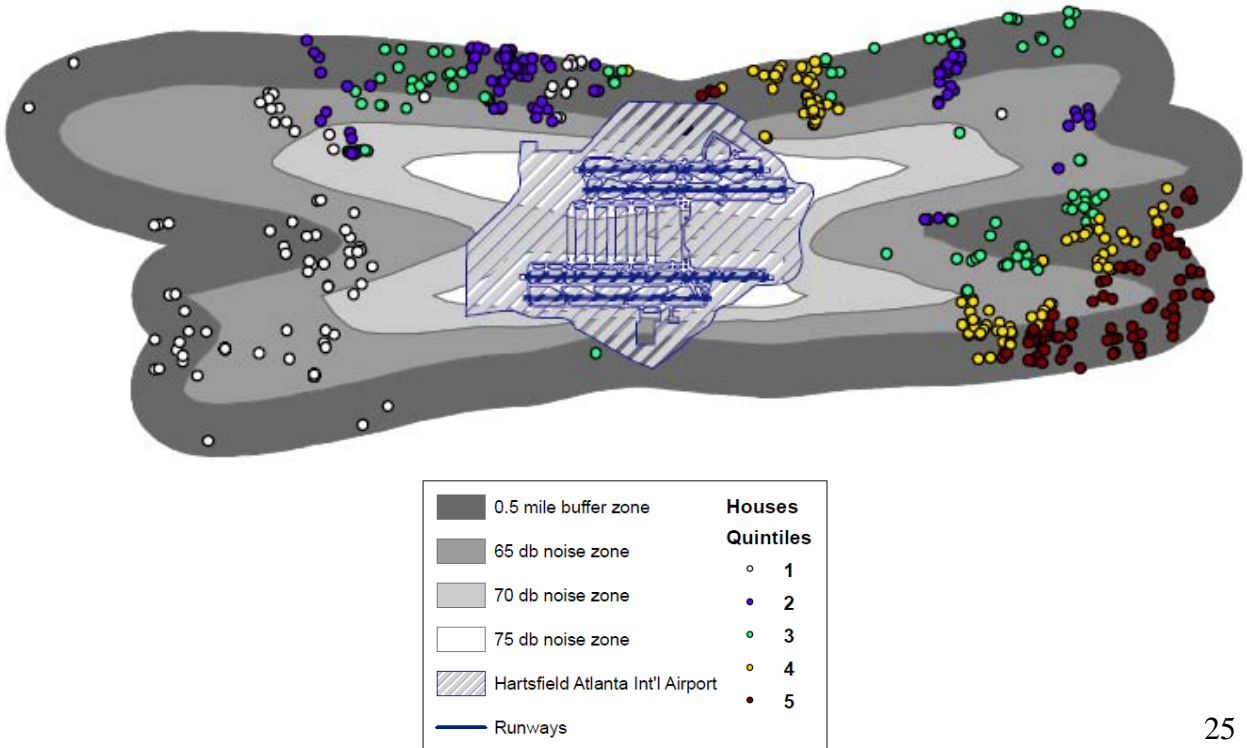 0.5 mile buffer zone
65 db noise zone
70 db noise zone
75 db noise zone
Hartsfield Atlanta Int'l Airport
Runways
Houses
Quintiles
1
2
3
4
5
25